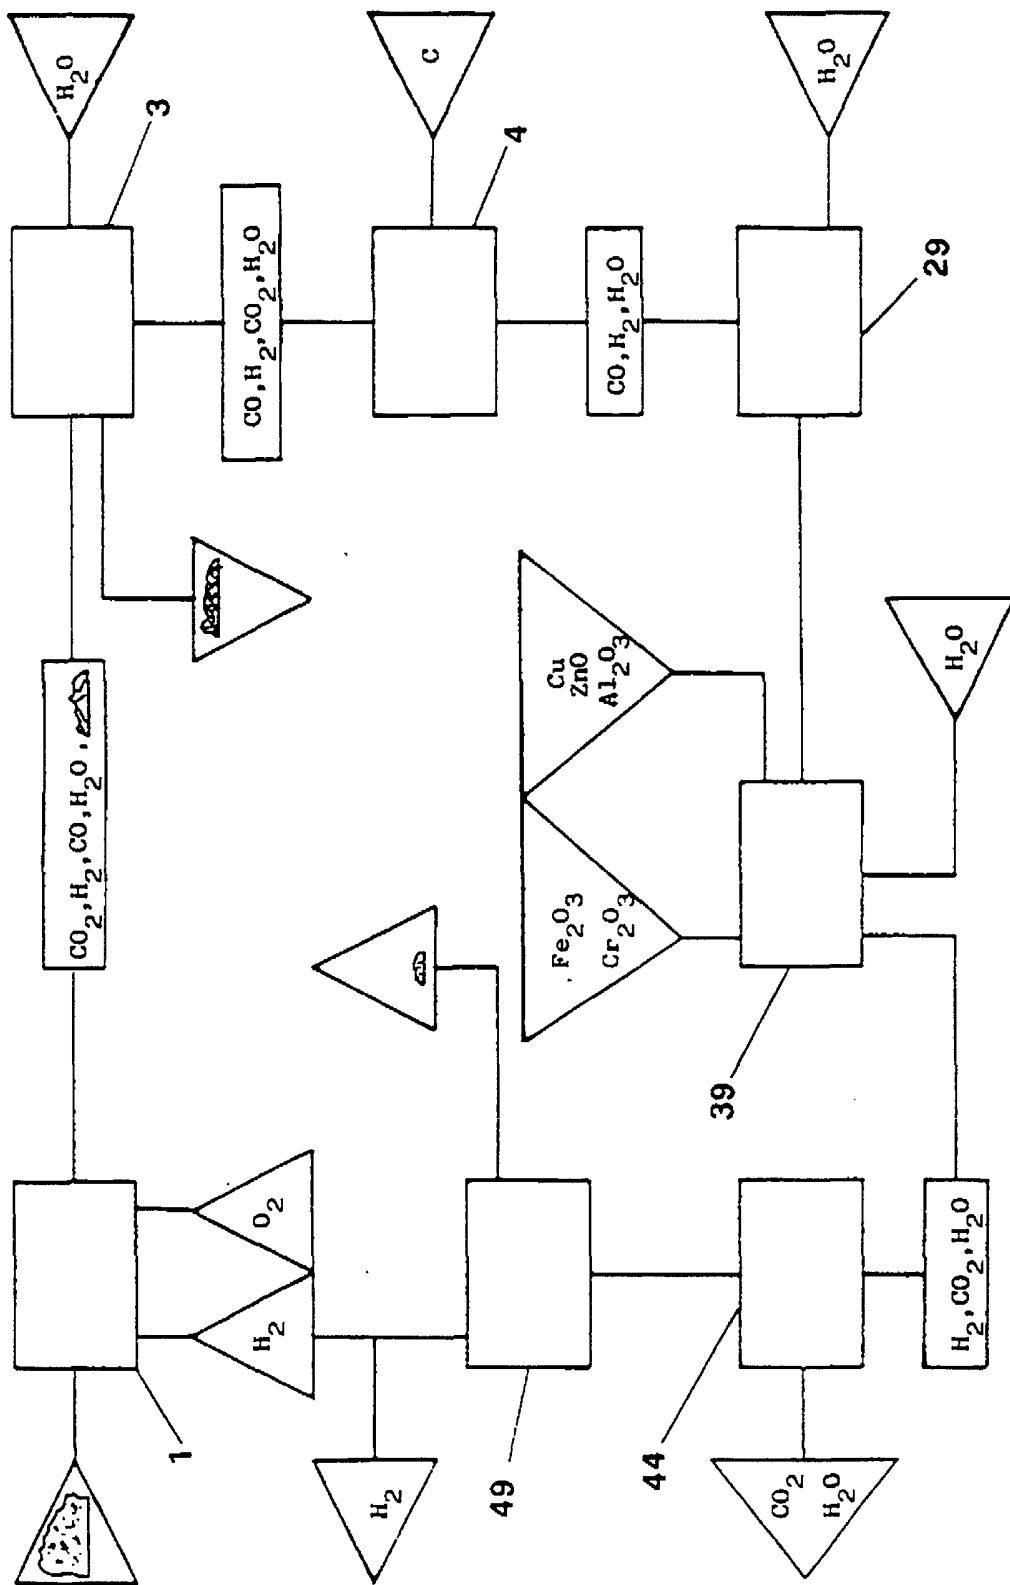 H2O
3
CO2,H2,CO,H2O,
CO,H2,CO2,H2O
C
4
1
O2
H2
H2
CO,H2,H2O
Cu
ZnO
Al2O3
Fe2O3
Cr2O3
49
39
29
H2O
H2O
44
CO2
H2O
H2,CO2,H2O